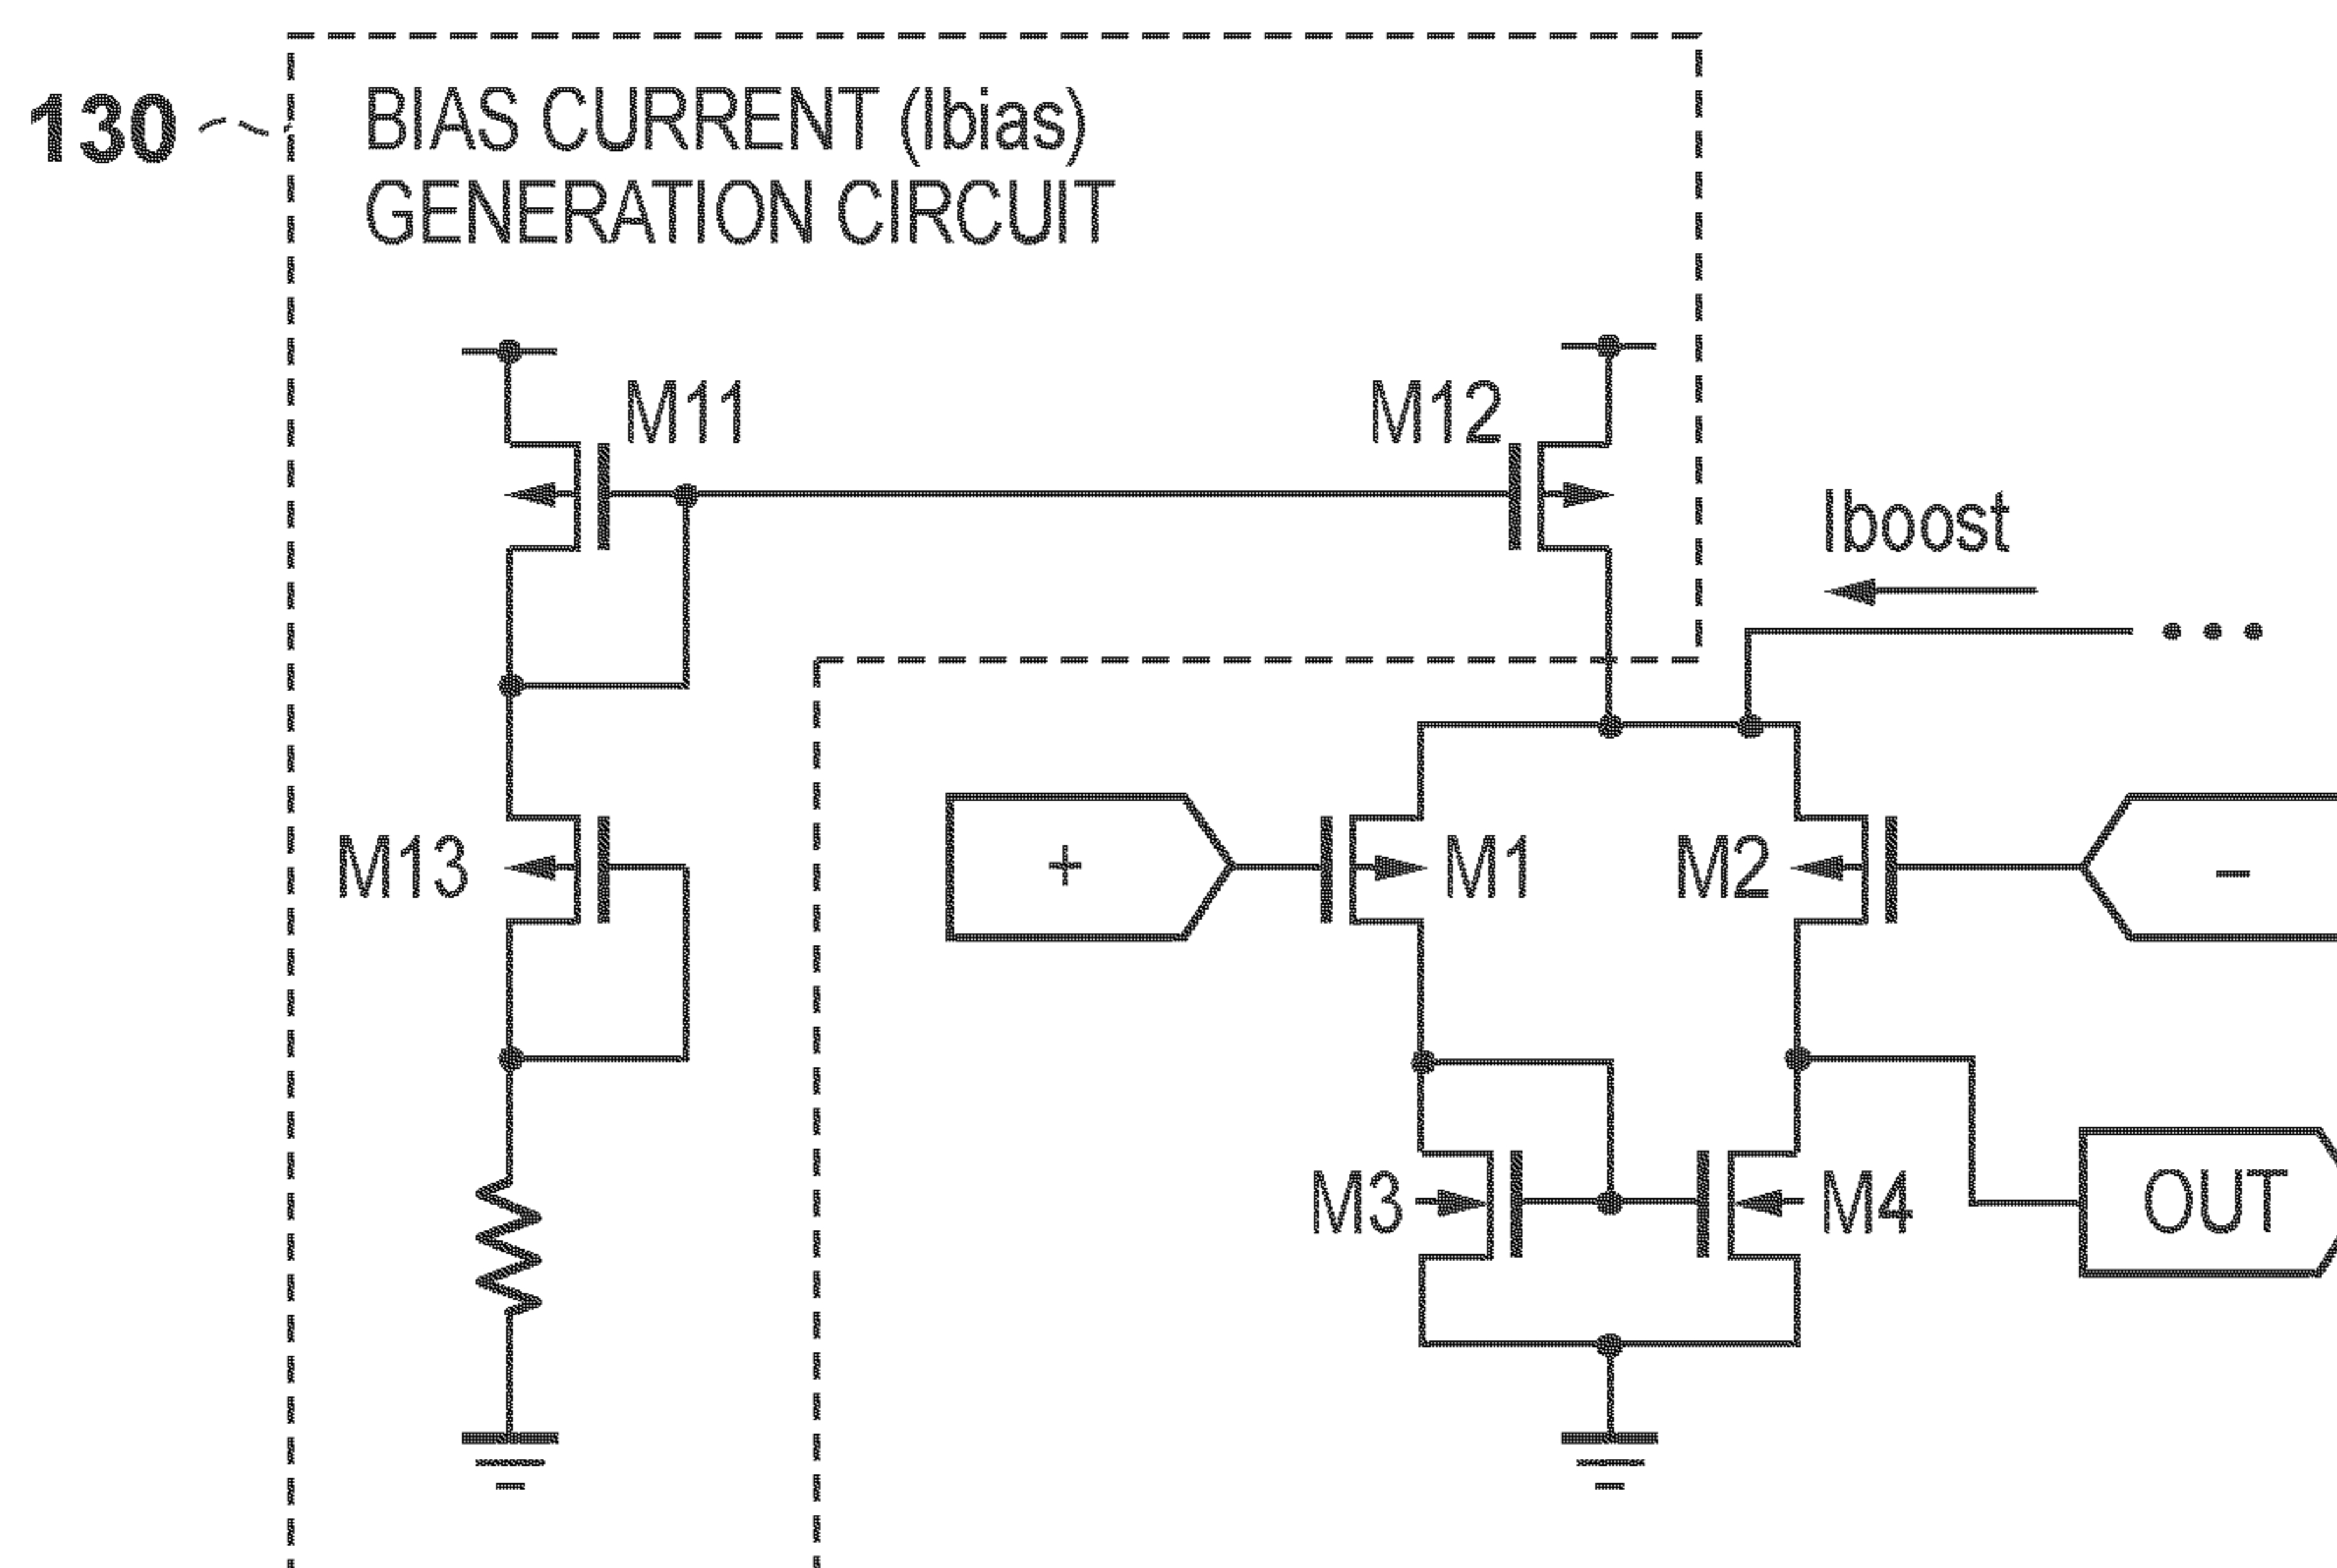 130
BIAS CURRENT (Ibias)
GENERATION CIRCUIT
M11
M12
Iboost
M13
+
M1
M2
-
M3
M4
OUT